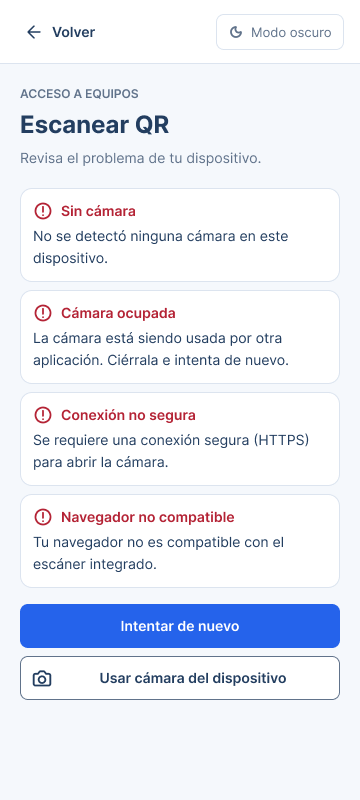 Volver
Modo oscuro
ACCESO A EQUIPOS
Escanear QR
Revisa el problema de tu dispositivo.
Sin cámara
No se detectó ninguna cámara en este
dispositivo.
Cámara ocupada
La cámara está siendo usada por otra
aplicación. Ciérrala e intenta de nuevo.
Conexión no segura
Se requiere una conexión segura (HTTPS)
para abrir la cámara.
Navegador no compatible
Tu navegador no es compatible con el
escáner integrado.
Intentar de nuevo
Usar cámara del dispositivo